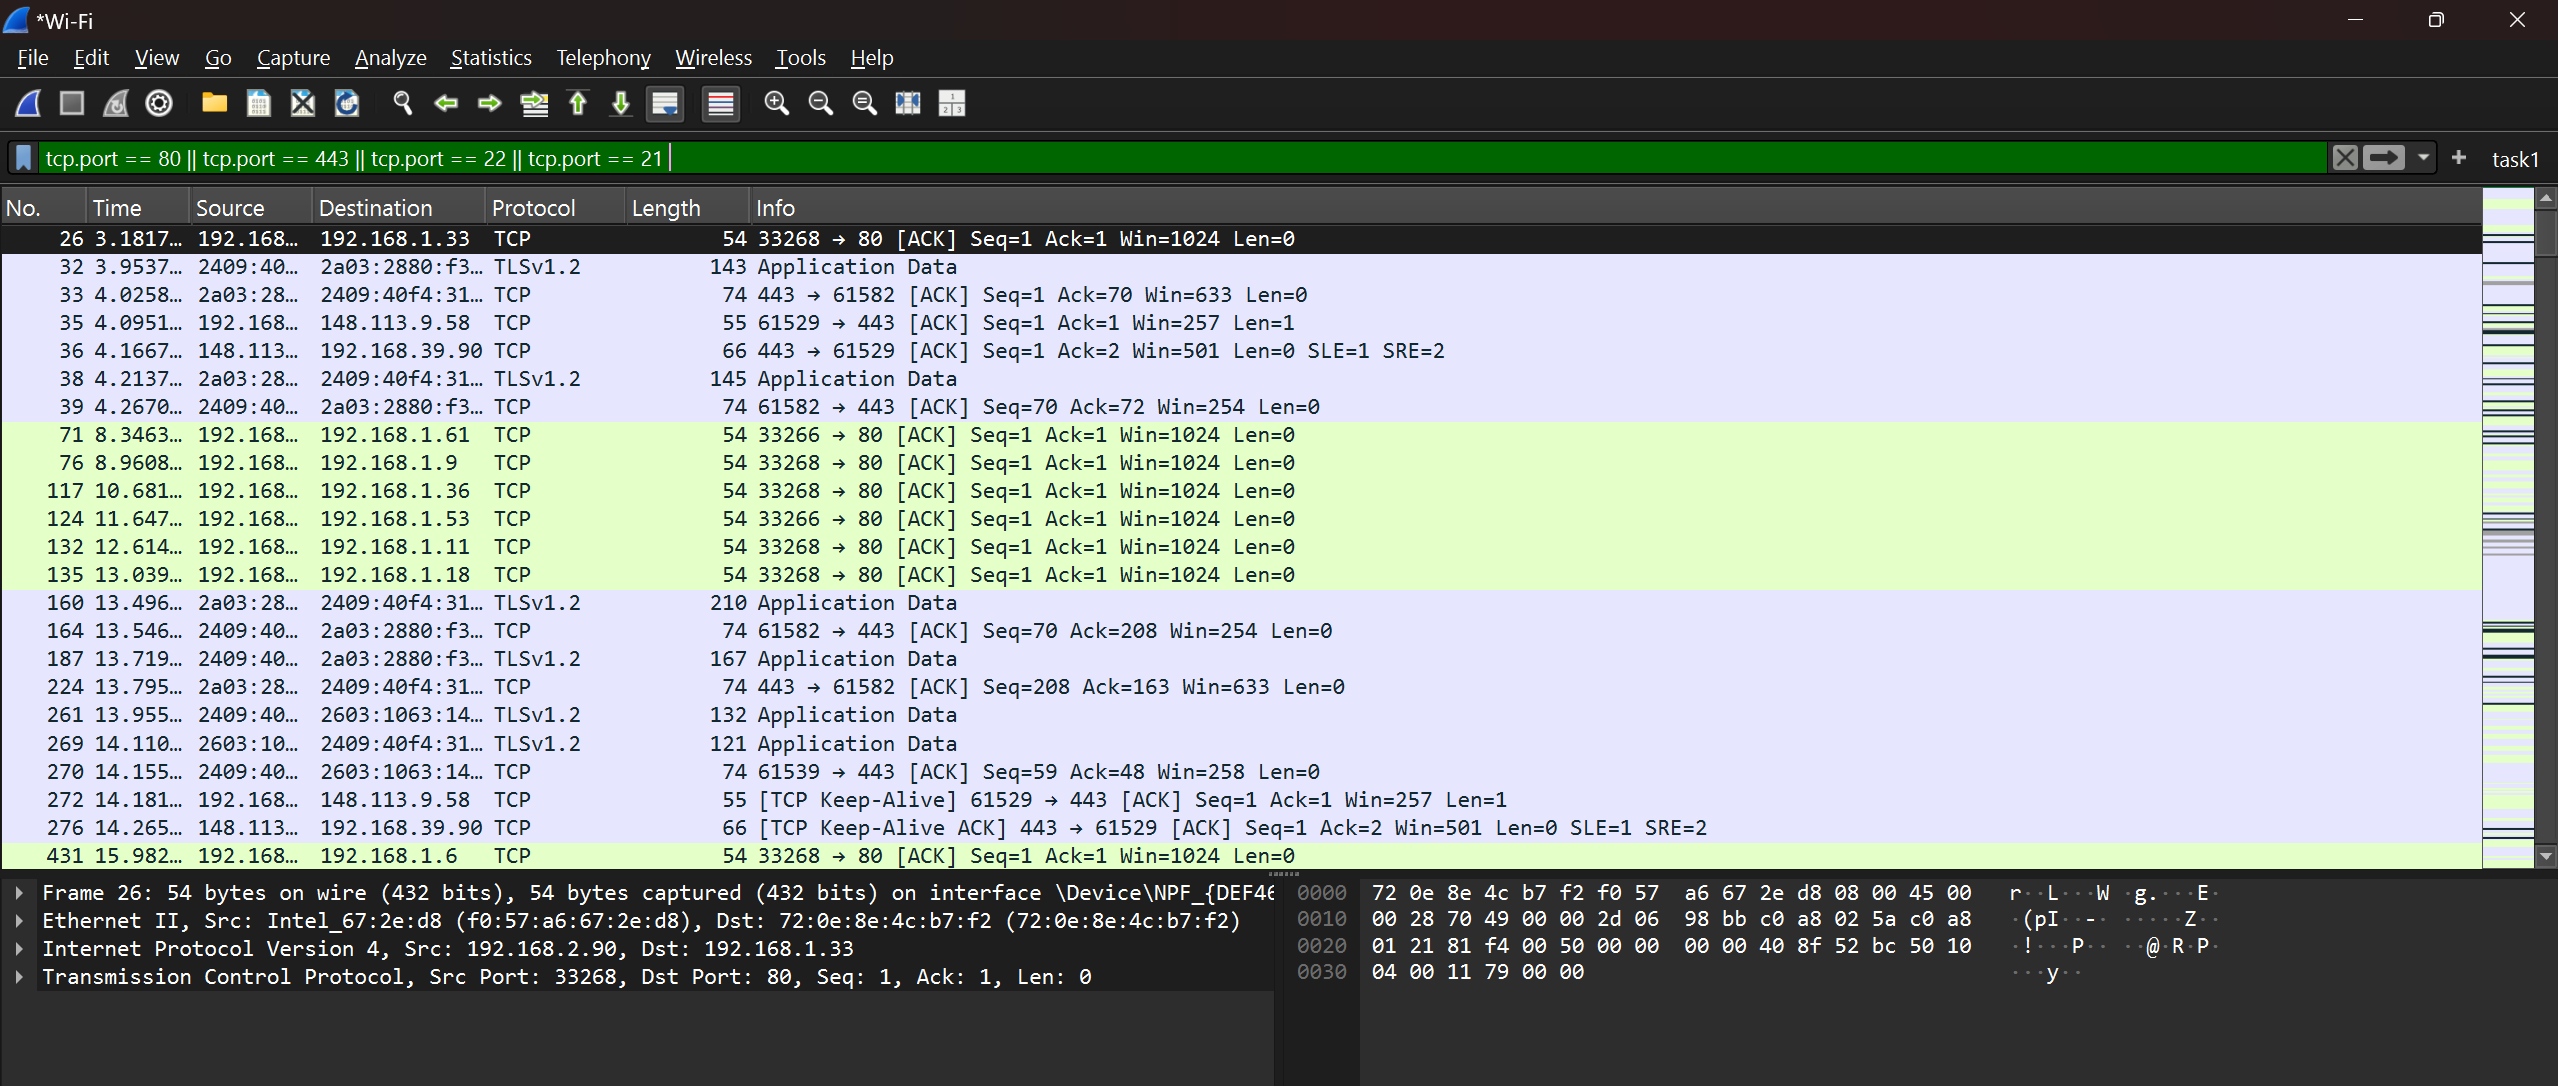 *Wi-Fi
File Edit View Go Capture Analyze Statistics Telephony Wireless Tools Help
tcp.port == 80 || tcp.port == 443 || tcp.port == 22 || tcp.port == 21
task1
No. Time Source Destination Protocol Length Info
26 3.1817… 192.168… 192.168.1.33 TCP 54 33268 → 80 [ACK] Seq=1 Ack=1 Win=1024 Len=0
32 3.9537… 2409:40… 2a03:2880:f3… TLSv1.2 143 Application Data
33 4.0258… 2a03:28… 2409:40f4:31… TCP 74 443 → 61582 [ACK] Seq=1 Ack=70 Win=633 Len=0
35 4.0951… 192.168… 148.113.9.58 TCP 55 61529 → 443 [ACK] Seq=1 Ack=1 Win=257 Len=1
36 4.1667… 148.113… 192.168.39.90 TCP 66 443 → 61529 [ACK] Seq=1 Ack=2 Win=501 Len=0 SLE=1 SRE=2
38 4.2137… 2a03:28… 2409:40f4:31… TLSv1.2 145 Application Data
39 4.2670… 2409:40… 2a03:2880:f3… TCP 74 61582 → 443 [ACK] Seq=70 Ack=72 Win=254 Len=0
71 8.3463… 192.168… 192.168.1.61 TCP 54 33266 → 80 [ACK] Seq=1 Ack=1 Win=1024 Len=0
76 8.9608… 192.168… 192.168.1.9 TCP 54 33268 → 80 [ACK] Seq=1 Ack=1 Win=1024 Len=0
117 10.681… 192.168… 192.168.1.36 TCP 54 33268 → 80 [ACK] Seq=1 Ack=1 Win=1024 Len=0
124 11.647… 192.168… 192.168.1.53 TCP 54 33266 → 80 [ACK] Seq=1 Ack=1 Win=1024 Len=0
132 12.614… 192.168… 192.168.1.11 TCP 54 33268 → 80 [ACK] Seq=1 Ack=1 Win=1024 Len=0
135 13.039… 192.168… 192.168.1.18 TCP 54 33268 → 80 [ACK] Seq=1 Ack=1 Win=1024 Len=0
160 13.496… 2a03:28… 2409:40f4:31… TLSv1.2 210 Application Data
164 13.546… 2409:40… 2a03:2880:f3… TCP 74 61582 → 443 [ACK] Seq=70 Ack=208 Win=254 Len=0
187 13.719… 2409:40… 2a03:2880:f3… TLSv1.2 167 Application Data
224 13.795… 2a03:28… 2409:40f4:31… TCP 74 443 → 61582 [ACK] Seq=208 Ack=163 Win=633 Len=0
261 13.955… 2409:40… 2603:1063:14… TLSv1.2 132 Application Data
269 14.110… 2603:10… 2409:40f4:31… TLSv1.2 121 Application Data
270 14.155… 2409:40… 2603:1063:14… TCP 74 61539 → 443 [ACK] Seq=59 Ack=48 Win=258 Len=0
272 14.181… 192.168… 148.113.9.58 TCP 55 [TCP Keep-Alive] 61529 → 443 [ACK] Seq=1 Ack=1 Win=257 Len=1
276 14.265… 148.113… 192.168.39.90 TCP 66 [TCP Keep-Alive ACK] 443 → 61529 [ACK] Seq=1 Ack=2 Win=501 Len=0 SLE=1 SRE=2
431 15.982… 192.168… 192.168.1.6 TCP 54 33268 → 80 [ACK] Seq=1 Ack=1 Win=1024 Len=0
Frame 26: 54 bytes on wire (432 bits), 54 bytes captured (432 bits) on interface \Device\NPF_{DEF46
Ethernet II, Src: Intel_67:2e:d8 (f0:57:a6:67:2e:d8), Dst: 72:0e:8e:4c:b7:f2 (72:0e:8e:4c:b7:f2)
Internet Protocol Version 4, Src: 192.168.2.90, Dst: 192.168.1.33
Transmission Control Protocol, Src Port: 33268, Dst Port: 80, Seq: 1, Ack: 1, Len: 0
0000 72 0e 8e 4c b7 f2 f0 57 a6 67 2e d8 08 00 45 00 r··L···W ·g.···E·
0010 00 28 70 49 00 00 2d 06 98 bb c0 a8 02 5a c0 a8 ·(pI··-· ·····Z··
0020 01 21 81 f4 00 50 00 00 00 00 40 8f 52 bc 50 10 ·!···P·· ··@·R·P·
0030 04 00 11 79 00 00 ···y··